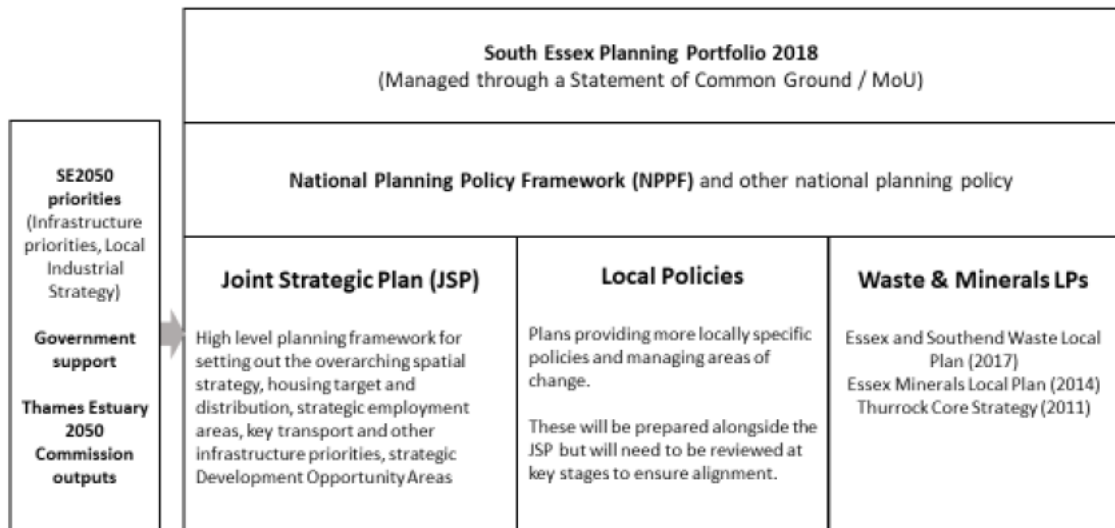 South Essex Planning Portfolio 2018
(Managed through a Statement of Common Ground / MoU)
SE2050
priorities
(Infrastructure
priorities, Local
Industrial
Strategy)
Government
support
Thames Estuary
2050
Commission
outputs
National Planning Policy Framework (NPPF) and other national planning policy
Joint Strategic Plan (JSP)
High level planning framework for
setting out the overarching spatial
strategy, housing target and
distribution, strategic employment
areas, key transport and other
infrastructure priorities, strategic
Development Opportunity Areas
Local Policies
Plans providing more locally specific
policies and managing areas of
change.
These will be prepared alongside the
JSP but will need to be reviewed at
key stages to ensure alignment.
Waste & Minerals LPs
Essex and Southend Waste Local
Plan (2017)
Essex Minerals Local Plan (2014)
Thurrock Core Strategy (2011)